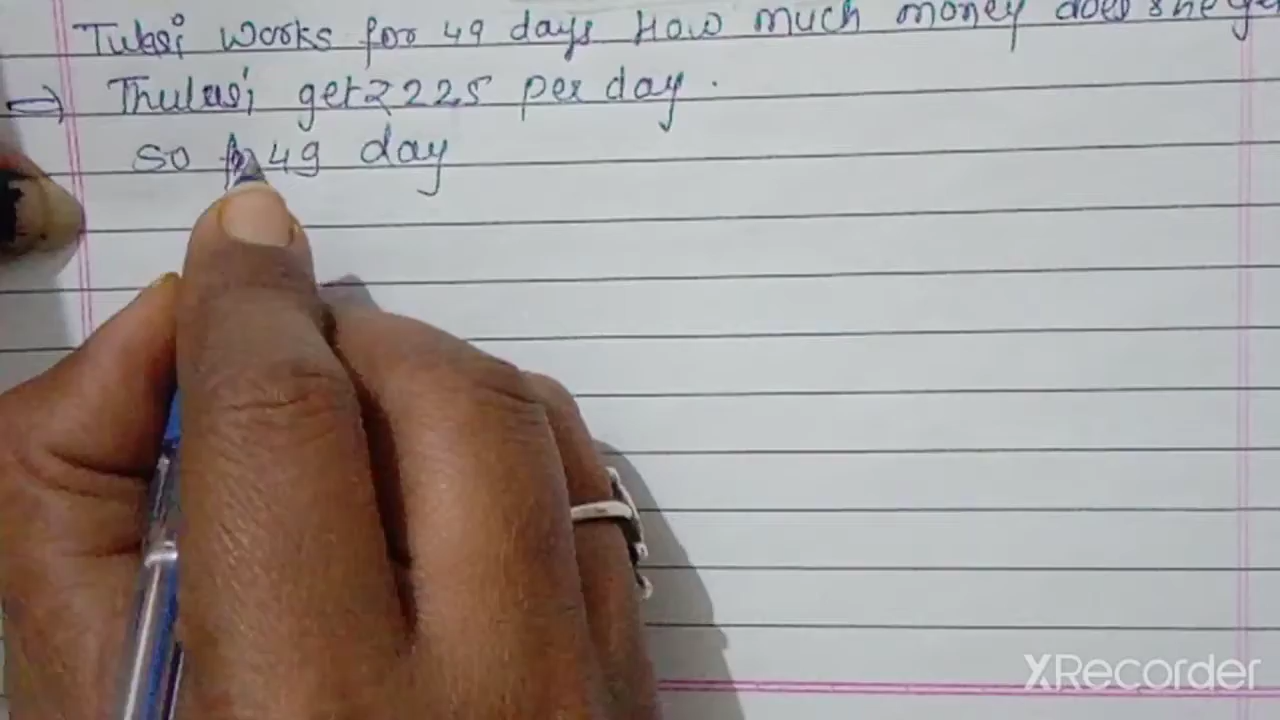 Tulasi works for 49 days How much money does she ge
⇒ Thulasi get ₹225 per day.
so 49 day
XRecorder